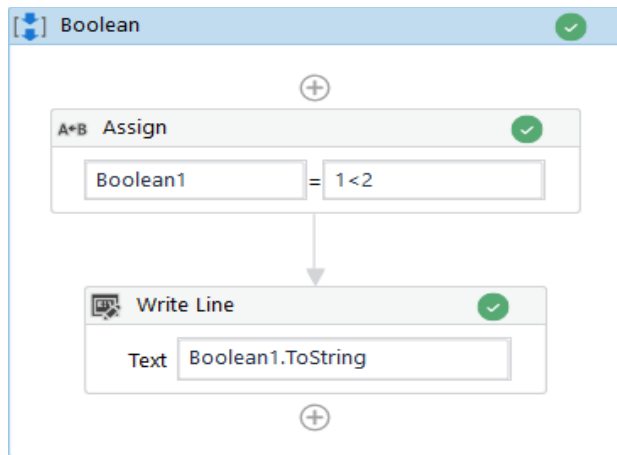 Boolean
A←B Assign
Boolean1 = 1<2
Write Line
Text Boolean1.ToString